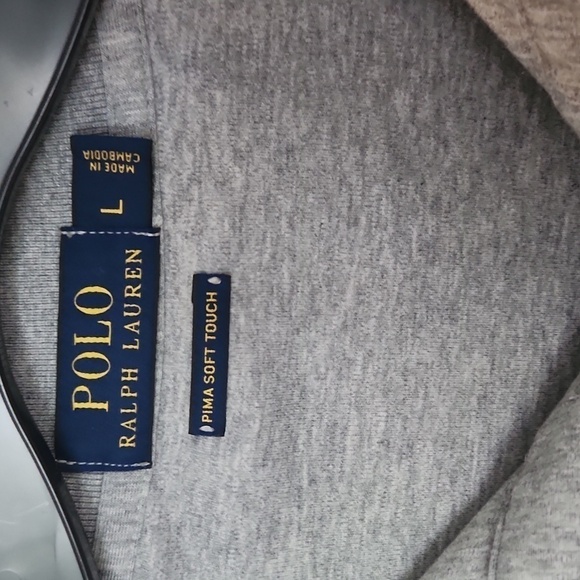 POLO
RALPH LAUREN
L
MADE IN
CAMBODIA
PIMA SOFT TOUCH